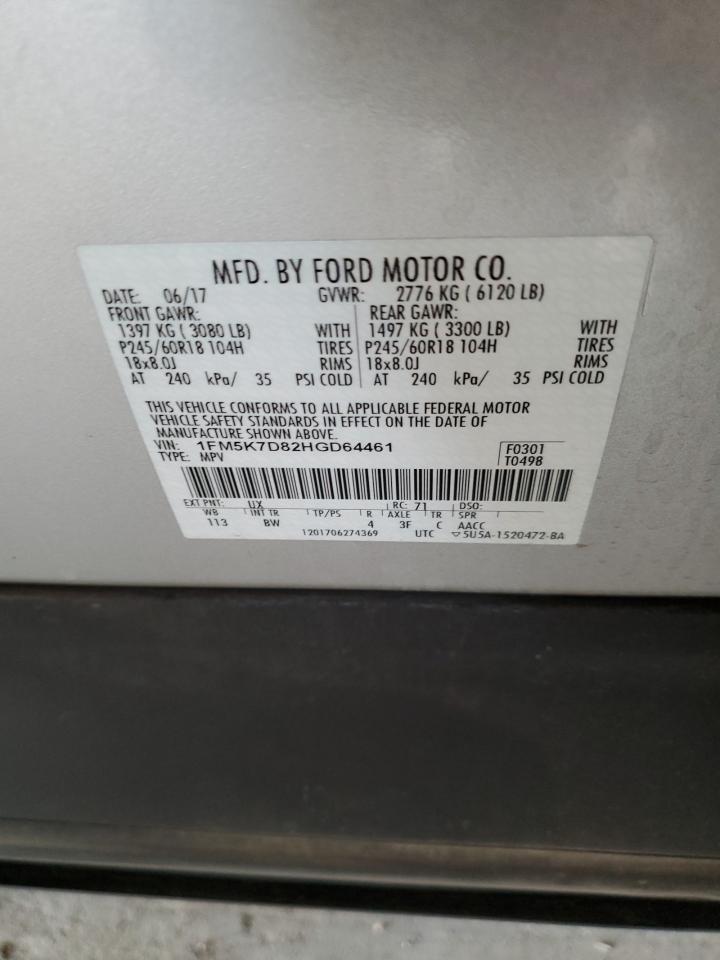 MFD. BY FORD MOTOR CO.
DATE: 06/17 GVWR: 2776 KG ( 6120 LB)
FRONT GAWR: REAR GAWR:
1397 KG ( 3080 LB) WITH 1497 KG ( 3300 LB) WITH
P245/60R18 104H TIRES P245/60R18 104H TIRES
18x8.0J RIMS 18x8.0J RIMS
AT 240 kPa/ 35 PSI COLD AT 240 kPa/ 35 PSI COLD
THIS VEHICLE CONFORMS TO ALL APPLICABLE FEDERAL MOTOR
VEHICLE SAFETY STANDARDS IN EFFECT ON THE DATE OF
MANUFACTURE SHOWN ABOVE.
VIN: 1FM5K7D82HGD64461 F0301
TYPE: MPV T0498
EXT PNT: UX RC: 71 DSO:
WB INT TR TP/PS R AXLE TR SPR
113 BW 4 3F C AACC
1201706274369 UTC ▽5U5A-1520472-BA